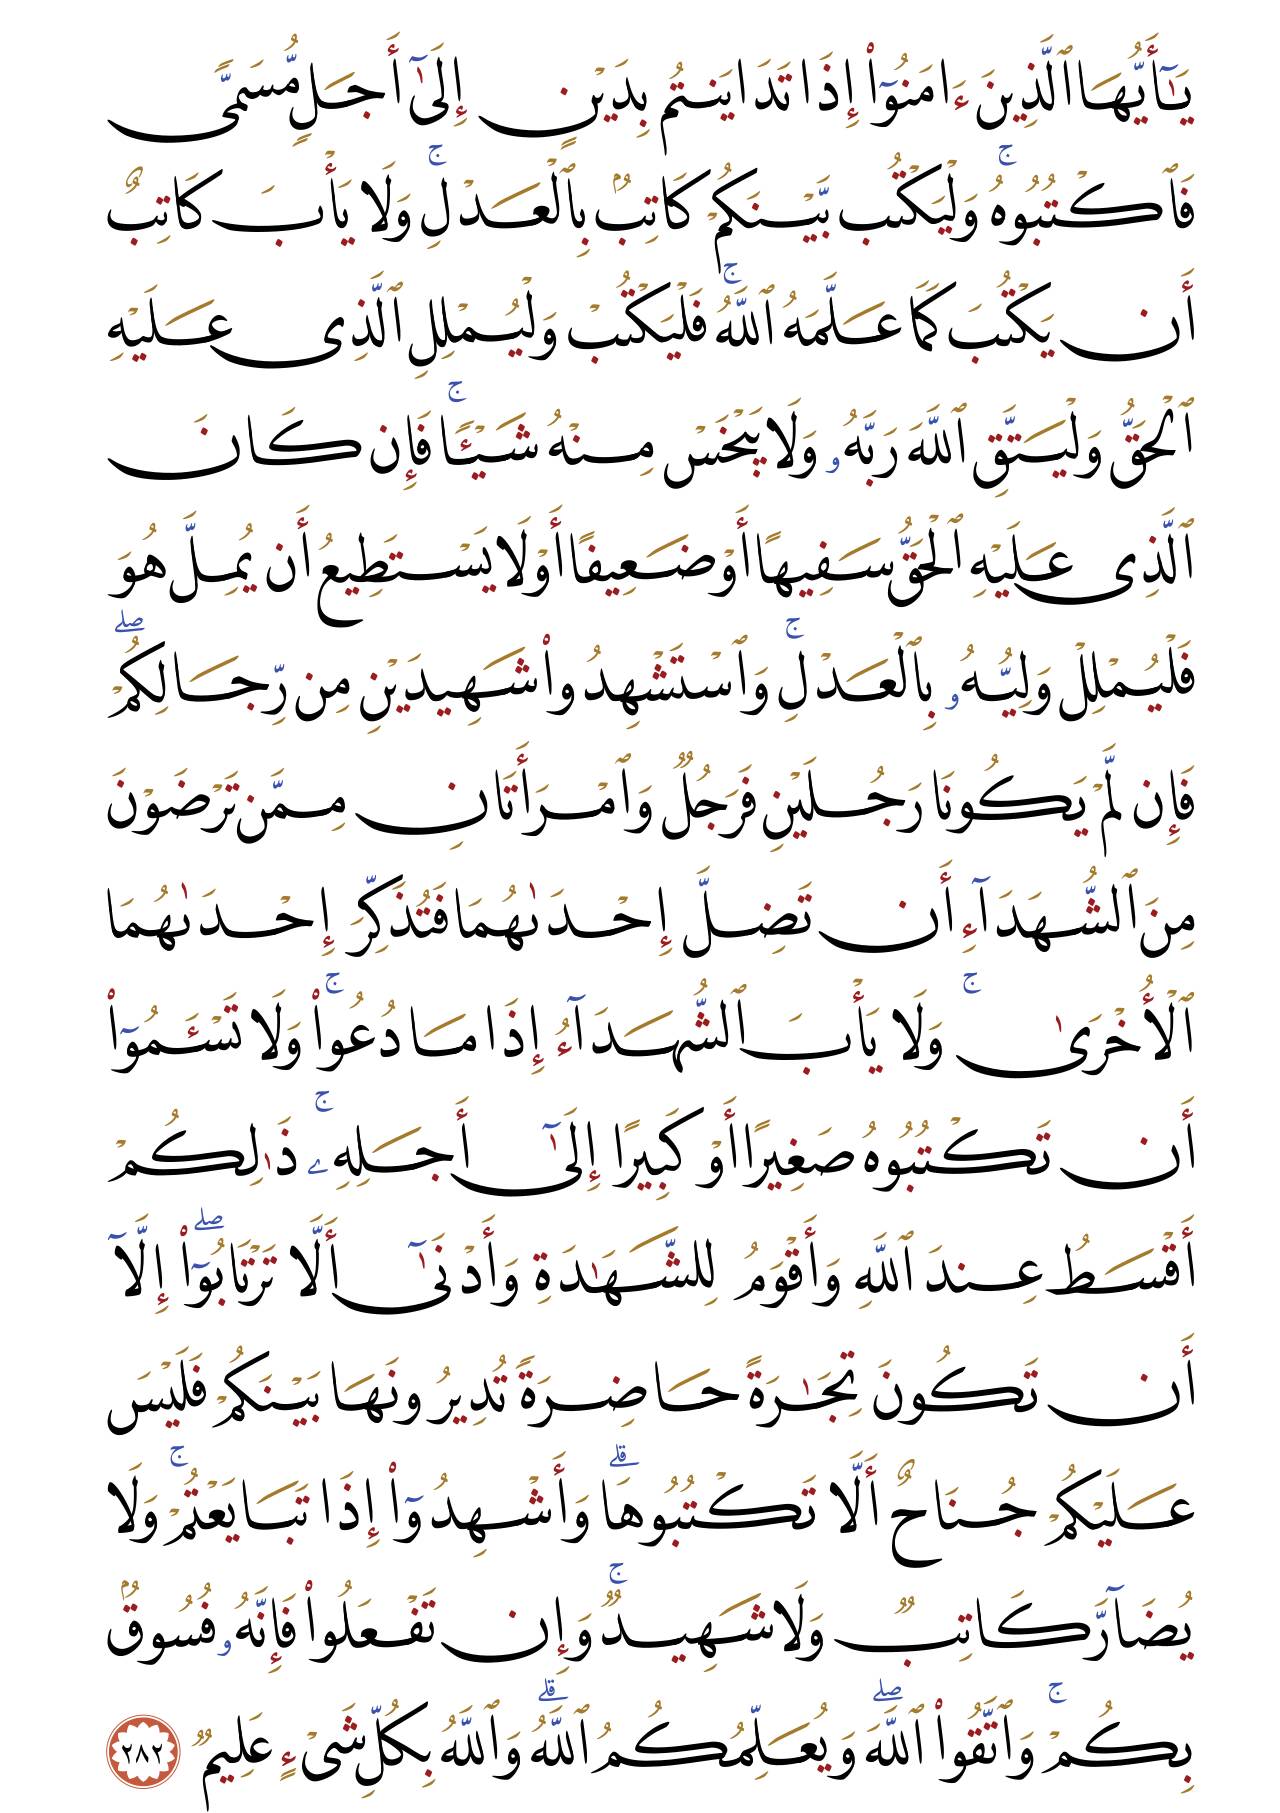 يَـٰٓأَيُّهَا ٱلَّذِينَ ءَامَنُوٓا۟ إِذَا تَدَايَنتُم بِدَيْنٍ إِلَىٰٓ أَجَلٍ مُّسَمًّى
فَٱكْتُبُوهُ ۚ وَلْيَكْتُب بَّيْنَكُمْ كَاتِبٌۢ بِٱلْعَدْلِ ۚ وَلَا يَأْبَ كَاتِبٌ
أَن يَكْتُبَ كَمَا عَلَّمَهُ ٱللَّهُ ۚ فَلْيَكْتُبْ وَلْيُمْلِلِ ٱلَّذِى عَلَيْهِ
ٱلْحَقُّ وَلْيَتَّقِ ٱللَّهَ رَبَّهُۥ وَلَا يَبْخَسْ مِنْهُ شَيْـًٔا ۚ فَإِن كَانَ
ٱلَّذِى عَلَيْهِ ٱلْحَقُّ سَفِيهًا أَوْ ضَعِيفًا أَوْ لَا يَسْتَطِيعُ أَن يُمِلَّ هُوَ
فَلْيُمْلِلْ وَلِيُّهُۥ بِٱلْعَدْلِ ۚ وَٱسْتَشْهِدُوا۟ شَهِيدَيْنِ مِن رِّجَالِكُمْ ۖ
فَإِن لَّمْ يَكُونَا رَجُلَيْنِ فَرَجُلٌ وَٱمْرَأَتَانِ مِمَّن تَرْضَوْنَ
مِنَ ٱلشُّهَدَآءِ أَن تَضِلَّ إِحْدَىٰهُمَا فَتُذَكِّرَ إِحْدَىٰهُمَا
ٱلْأُخْرَىٰ ۚ وَلَا يَأْبَ ٱلشُّهَدَآءُ إِذَا مَا دُعُوا۟ ۚ وَلَا تَسْـَٔمُوٓا۟
أَن تَكْتُبُوهُ صَغِيرًا أَوْ كَبِيرًا إِلَىٰٓ أَجَلِهِۦ ۚ ذَٰلِكُمْ
أَقْسَطُ عِندَ ٱللَّهِ وَأَقْوَمُ لِلشَّهَـٰدَةِ وَأَدْنَىٰٓ أَلَّا تَرْتَابُوٓا۟ ۖ إِلَّآ
أَن تَكُونَ تِجَـٰرَةً حَاضِرَةً تُدِيرُونَهَا بَيْنَكُمْ فَلَيْسَ
عَلَيْكُمْ جُنَاحٌ أَلَّا تَكْتُبُوهَا ۗ وَأَشْهِدُوٓا۟ إِذَا تَبَايَعْتُمْ ۚ وَلَا
يُضَآرَّ كَاتِبٌ وَلَا شَهِيدٌ ۚ وَإِن تَفْعَلُوا۟ فَإِنَّهُۥ فُسُوقٌۢ
بِكُمْ ۗ وَٱتَّقُوا۟ ٱللَّهَ ۖ وَيُعَلِّمُكُمُ ٱللَّهُ ۗ وَٱللَّهُ بِكُلِّ شَىْءٍ عَلِيمٌ ٢٨٢